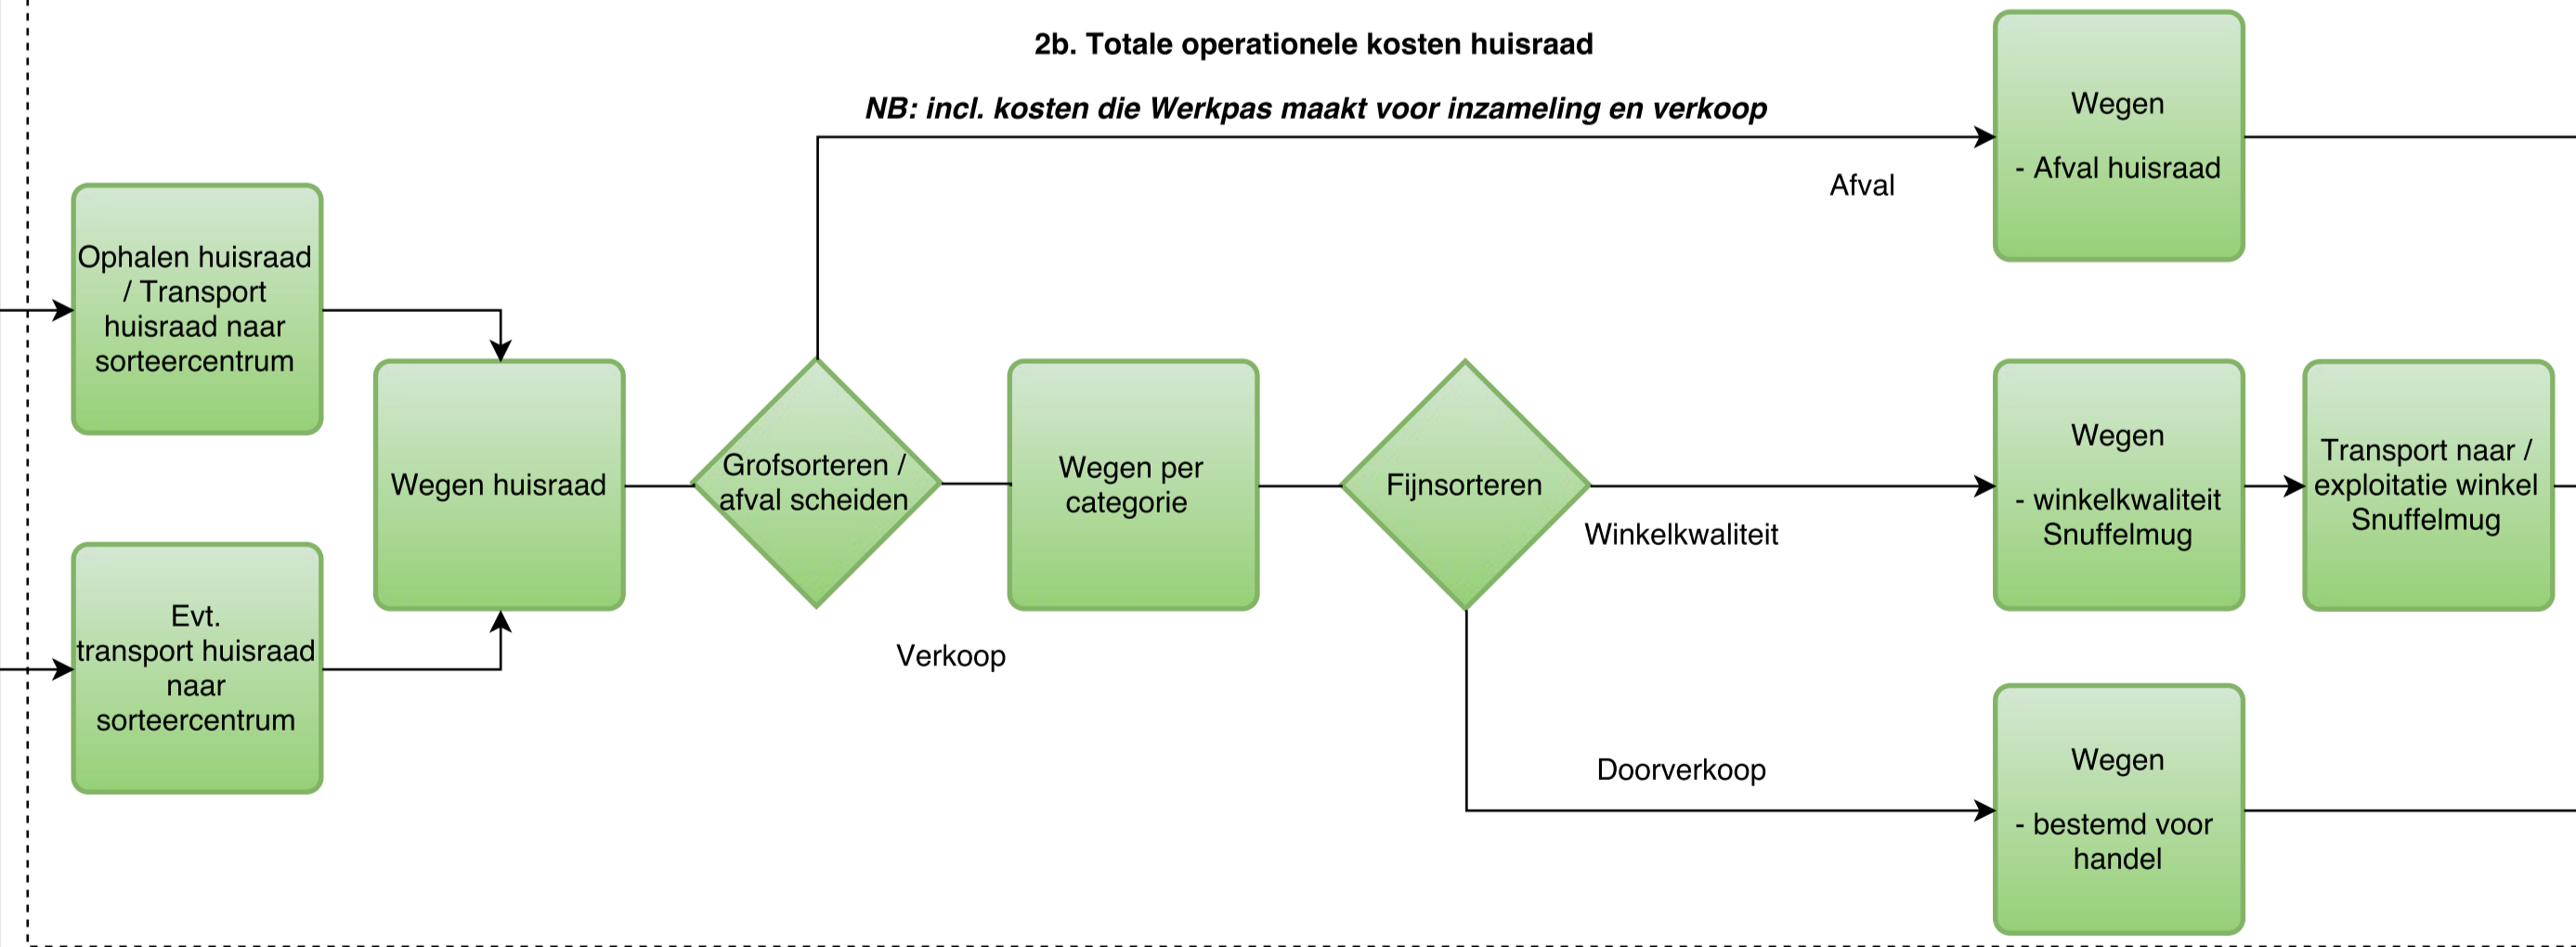 2b. Totale operationele kosten huisraad
NB: incl. kosten die Werkpas maakt voor inzameling en verkoop
Ophalen huisraad
/ Transport
huisraad naar
sorteercentrum
Evt.
transport huisraad
naar
sorteercentrum
Wegen huisraad
Grofsorteren /
afval scheiden
Verkoop
Wegen per
categorie
Fijnsorteren
Afval
Winkelkwaliteit
Doorverkoop
Wegen
- Afval huisraad
Wegen
- winkelkwaliteit
Snuffelmug
Transport naar /
exploitatie winkel
Snuffelmug
Wegen
- bestemd voor
handel